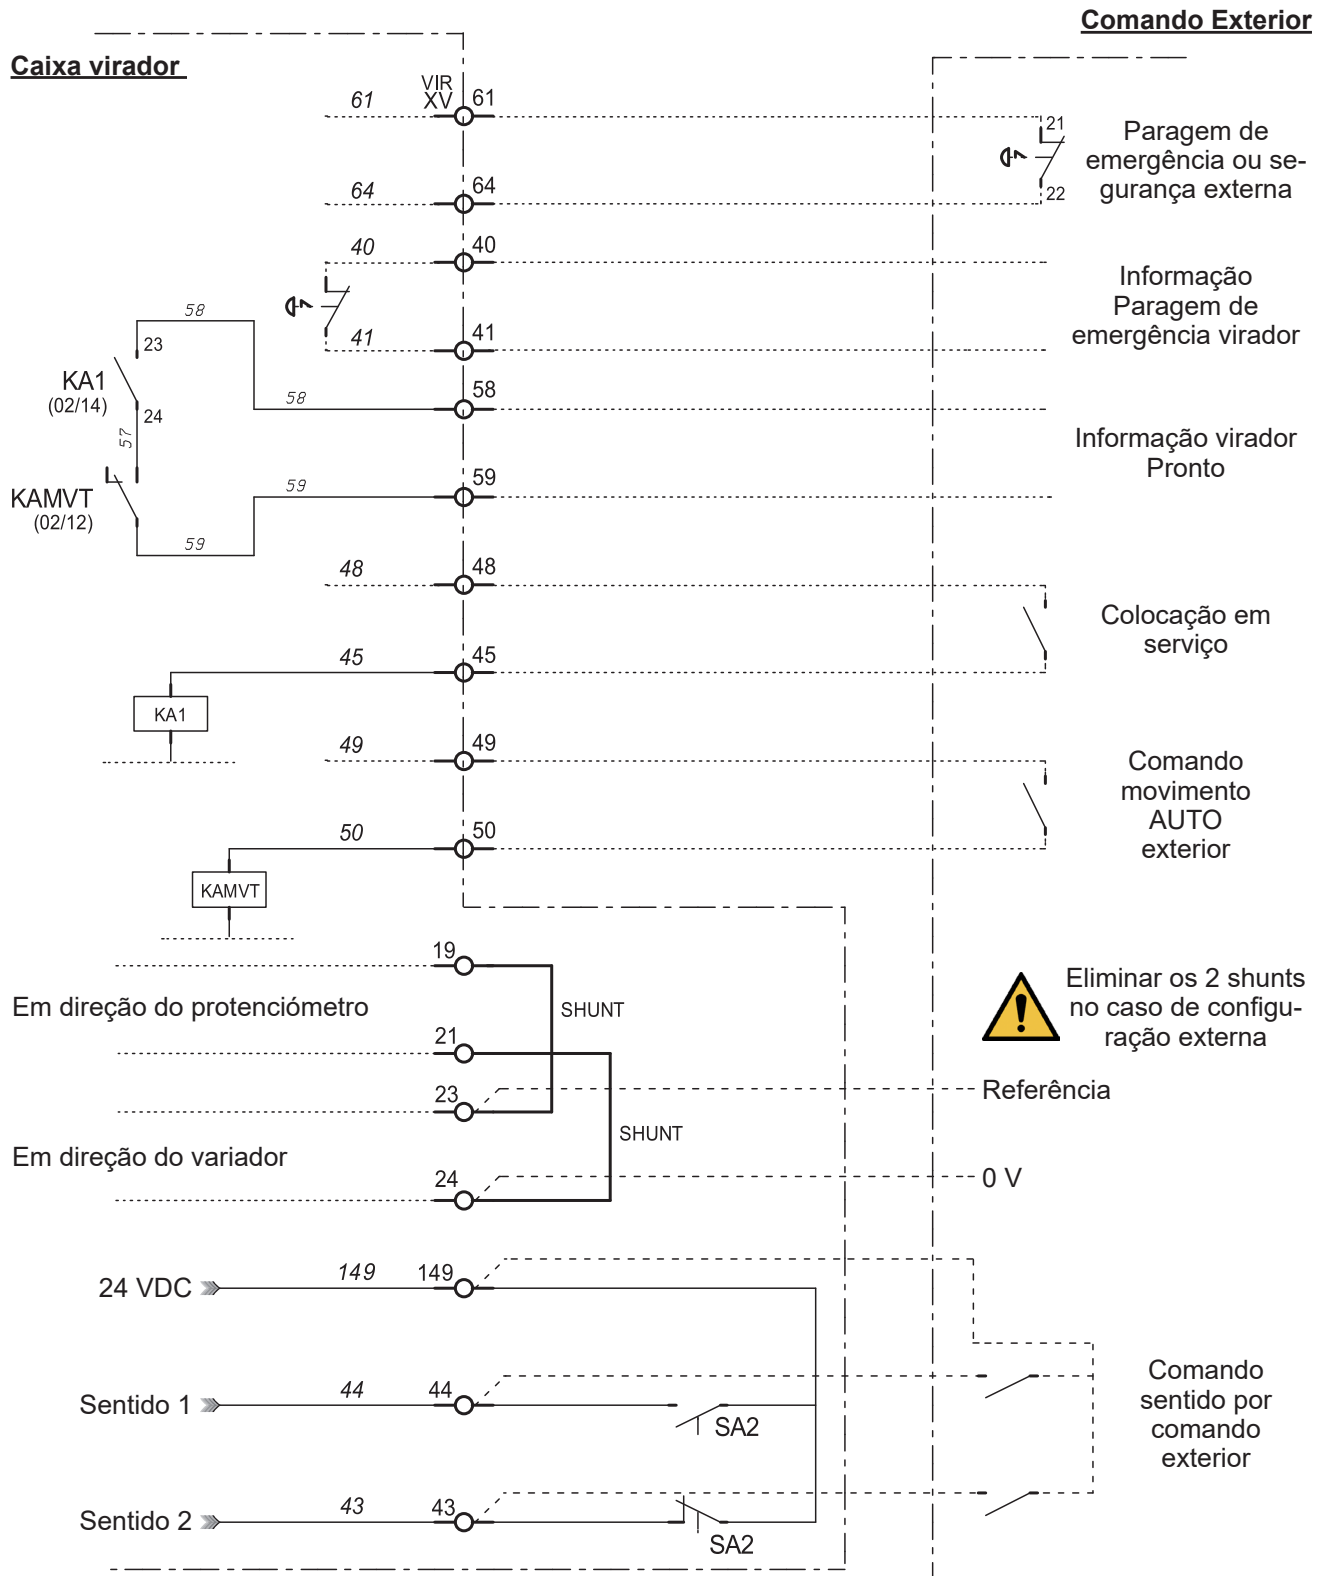 Comando Exterior
Caixa virador
VIR
XV
61
61
21
Paragem de
emergência ou se-
gurança externa
22
64
64
40
40
Informação
Paragem de
emergência virador
41
41
58
23
KA1
(02/14)
24
57
58
58
Informação virador
Pronto
KAMVT
(02/12)
59
59
59
48
48
Colocação em
serviço
45
45
KA1
49
49
Comando
movimento
AUTO
exterior
50
50
KAMVT
19
Em direção do protenciómetro
SHUNT
Eliminar os 2 shunts
no caso de configu-
ração externa
21
23
Referência
SHUNT
Em direção do variador
24
0 V
24 VDC
149
149
Sentido 1
44
44
SA2
Comando
sentido por
comando
exterior
Sentido 2
43
43
SA2